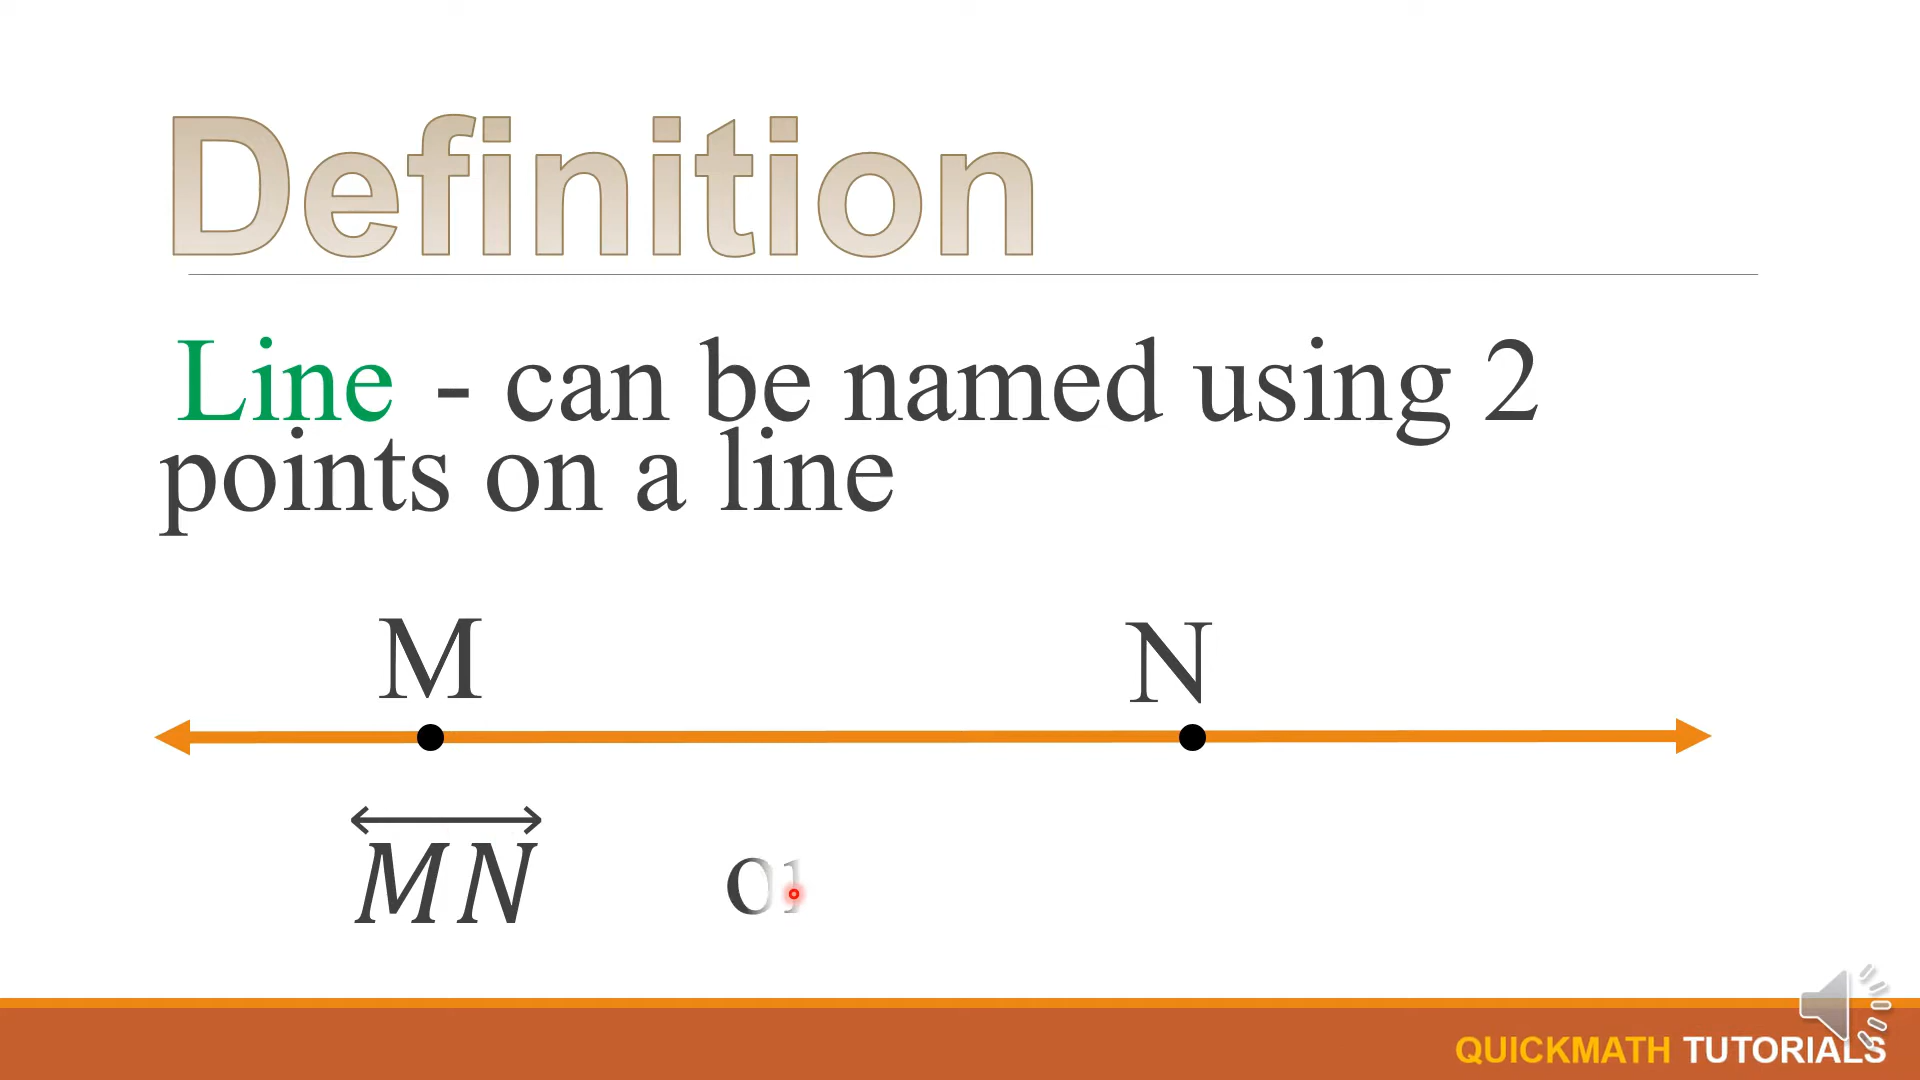 Definition
Line - can be named using 2
points on a line
M N
MN
QUICKMATH TUTORIALS